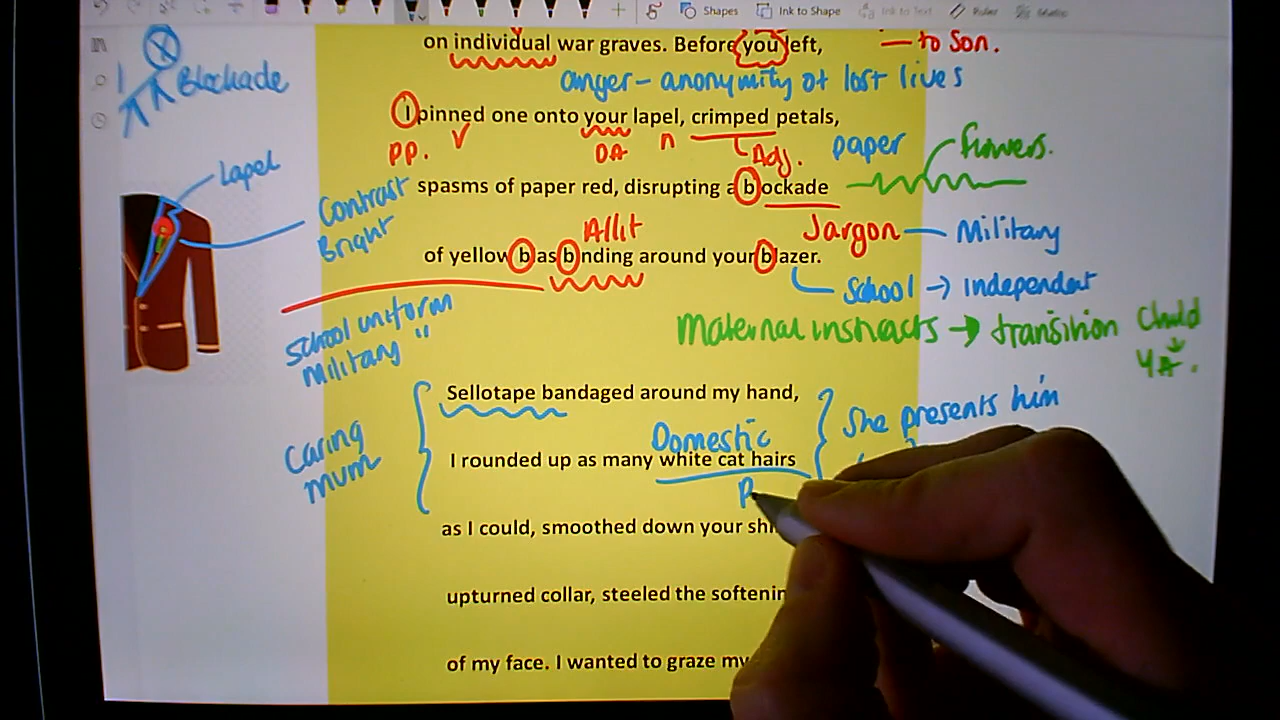 Shapes
Ink to Shape
Ink to Text
Ruler
on individual war graves. Before you left,
to Son.
Blockade
anger - anonymity of lost lives
I pinned one onto your lapel, crimped petals,
PP. V DA n Adj. paper flowers.
Lapel
spasms of paper red, disrupting a blockade
Contrast
Bright
Allit
Jargon - Military
of yellow bias binding around your blazer.
School → independent
School uniform
Military "
Maternal instincts → transition Child
YA.
Sellotape bandaged around my hand,
She presents him
Caring
mum
Domestic
I rounded up as many white cat hairs
P
as I could, smoothed down your
upturned collar, steeled the
of my face. I wanted to graze